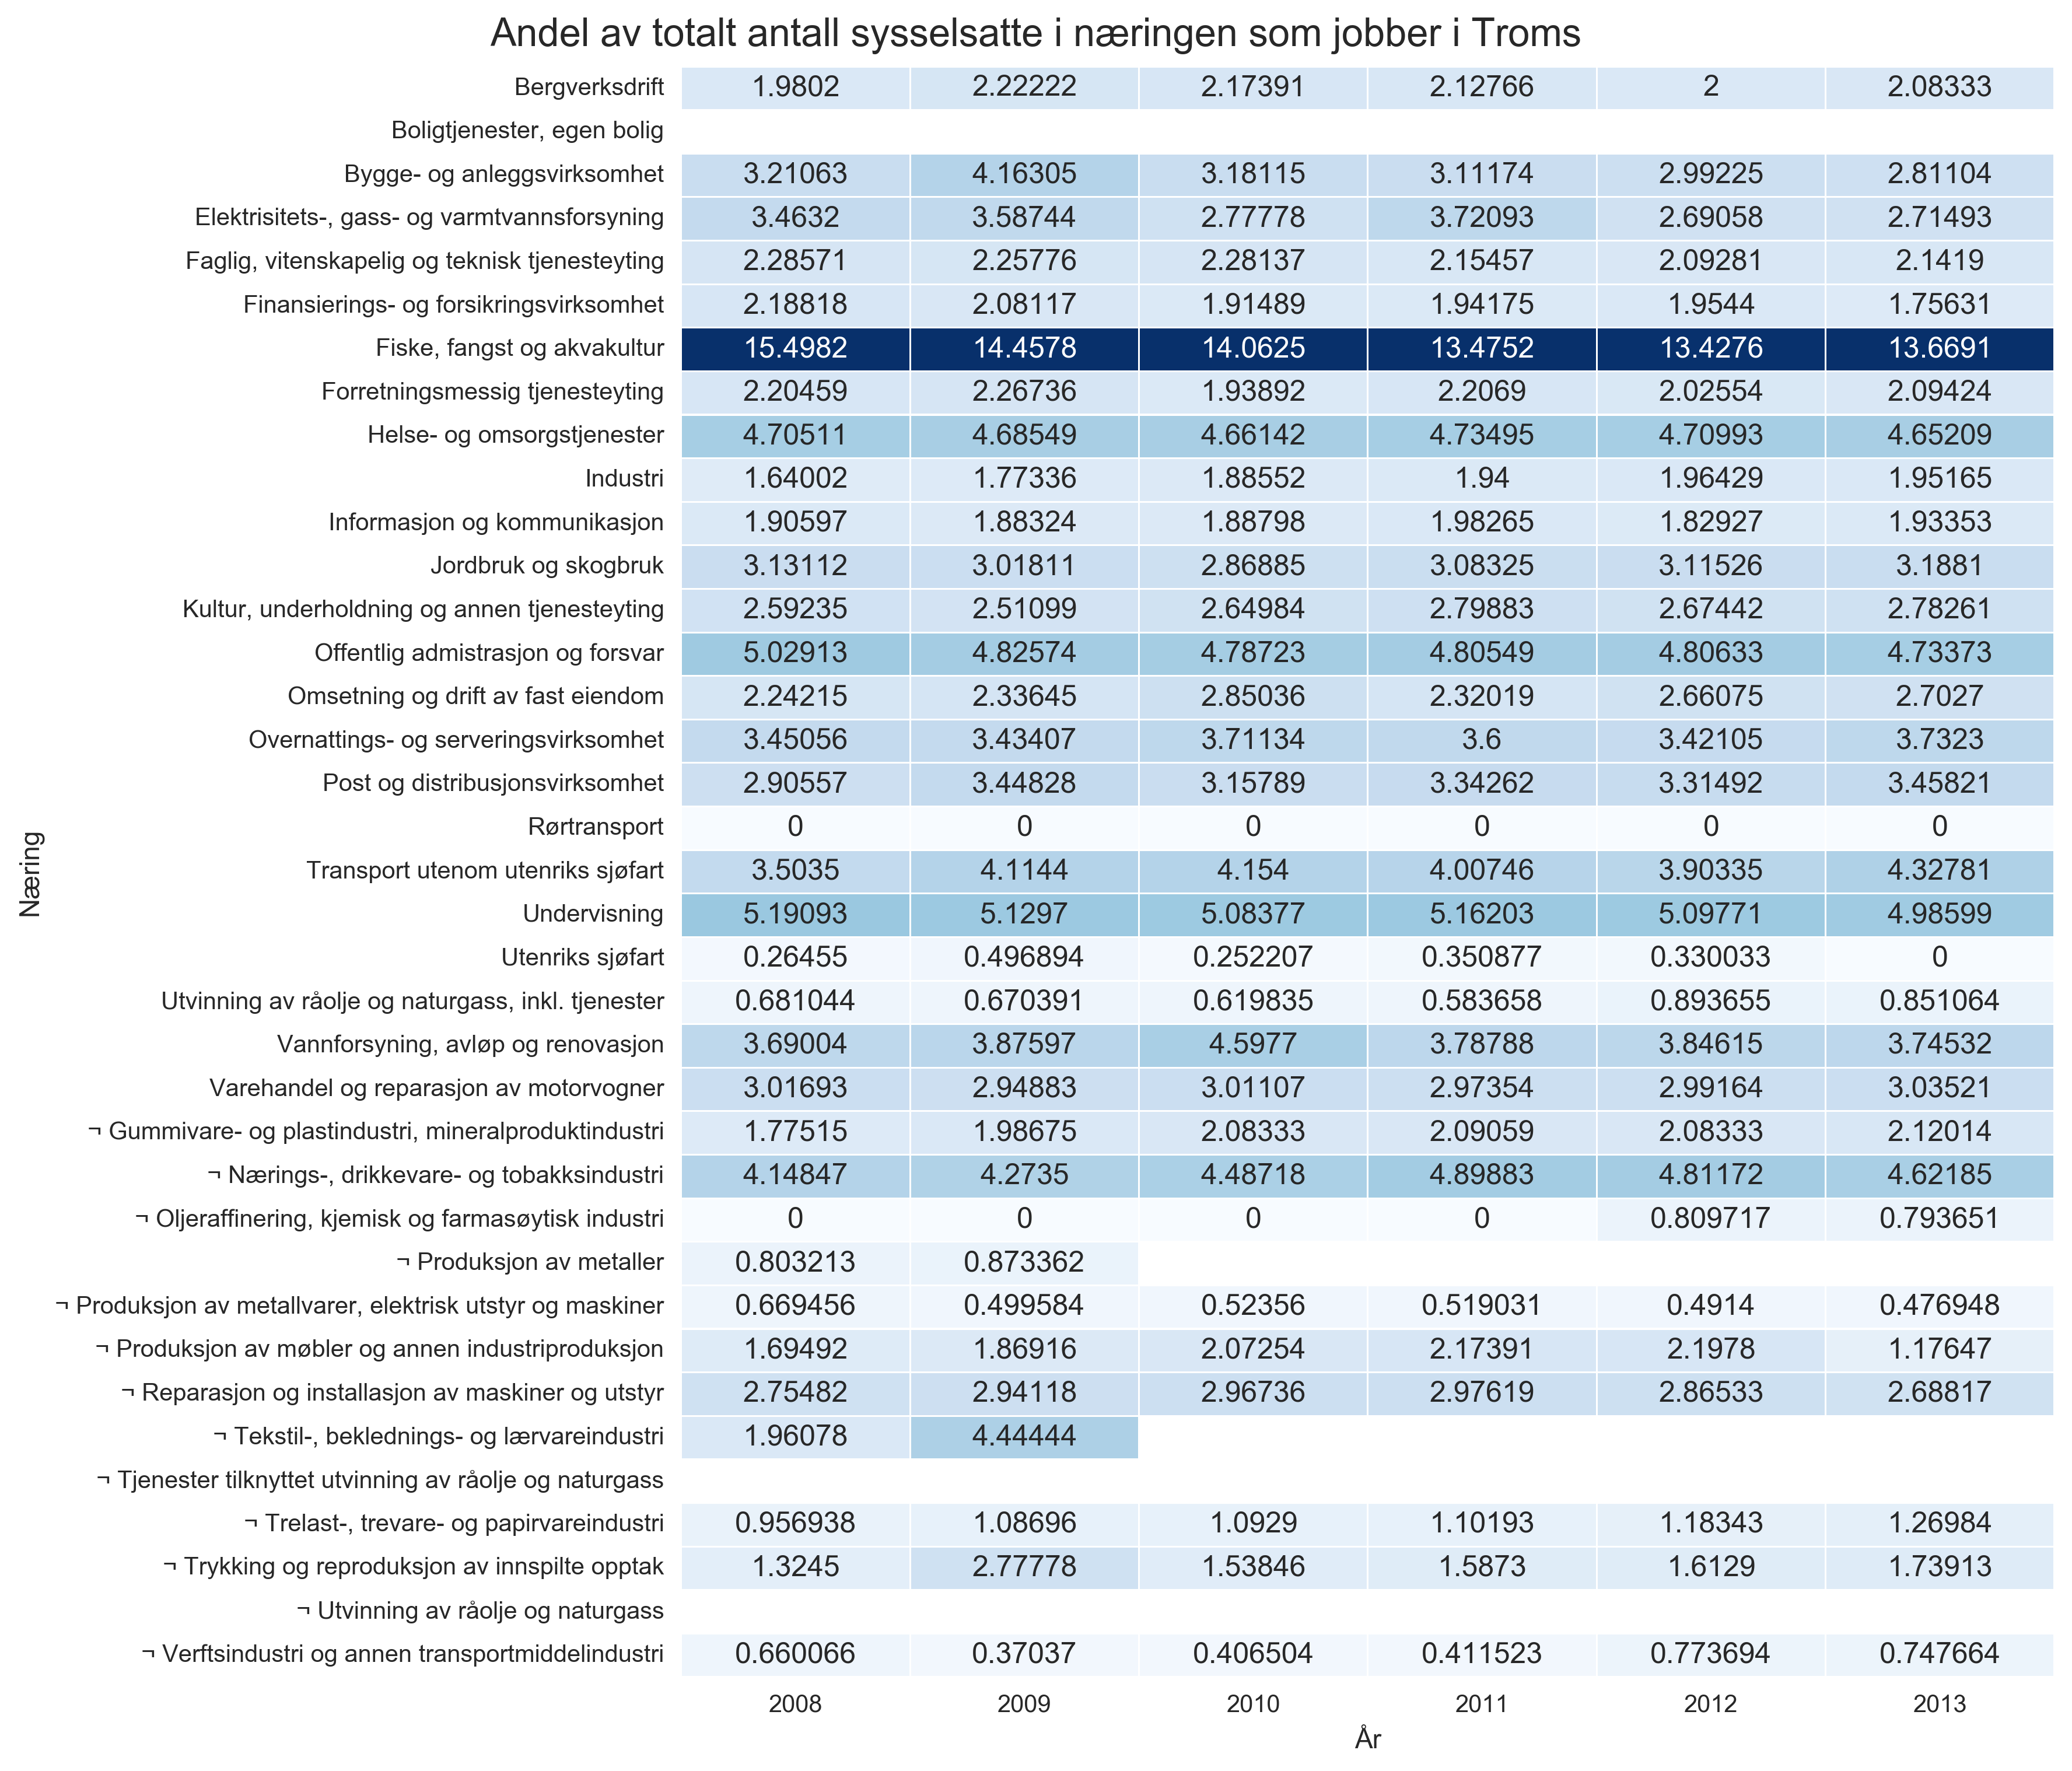 Andel av totalt antall sysselsatte i næringen som jobber i Troms
Bergverksdrift 1.9802 2.22222 2.17391 2.12766 2 2.08333
Boligtjenester, egen bolig
Bygge- og anleggsvirksomhet 3.21063 4.16305 3.18115 3.11174 2.99225 2.81104
Elektrisitets-, gass- og varmtvannsforsyning 3.4632 3.58744 2.77778 3.72093 2.69058 2.71493
Faglig, vitenskapelig og teknisk tjenesteyting 2.28571 2.25776 2.28137 2.15457 2.09281 2.1419
Finansierings- og forsikringsvirksomhet 2.18818 2.08117 1.91489 1.94175 1.9544 1.75631
Fiske, fangst og akvakultur 15.4982 14.4578 14.0625 13.4752 13.4276 13.6691
Forretningsmessig tjenesteyting 2.20459 2.26736 1.93892 2.2069 2.02554 2.09424
Helse- og omsorgstjenester 4.70511 4.68549 4.66142 4.73495 4.70993 4.65209
Industri 1.64002 1.77336 1.88552 1.94 1.96429 1.95165
Informasjon og kommunikasjon 1.90597 1.88324 1.88798 1.98265 1.82927 1.93353
Jordbruk og skogbruk 3.13112 3.01811 2.86885 3.08325 3.11526 3.1881
Kultur, underholdning og annen tjenesteyting 2.59235 2.51099 2.64984 2.79883 2.67442 2.78261
Offentlig admistrasjon og forsvar 5.02913 4.82574 4.78723 4.80549 4.80633 4.73373
Omsetning og drift av fast eiendom 2.24215 2.33645 2.85036 2.32019 2.66075 2.7027
Overnattings- og serveringsvirksomhet 3.45056 3.43407 3.71134 3.6 3.42105 3.7323
Post og distribusjonsvirksomhet 2.90557 3.44828 3.15789 3.34262 3.31492 3.45821
Rørtransport 0 0 0 0 0 0
Transport utenom utenriks sjøfart 3.5035 4.1144 4.154 4.00746 3.90335 4.32781
Undervisning 5.19093 5.1297 5.08377 5.16203 5.09771 4.98599
Utenriks sjøfart 0.26455 0.496894 0.252207 0.350877 0.330033 0
Utvinning av råolje og naturgass, inkl. tjenester 0.681044 0.670391 0.619835 0.583658 0.893655 0.851064
Vannforsyning, avløp og renovasjon 3.69004 3.87597 4.5977 3.78788 3.84615 3.74532
Varehandel og reparasjon av motorvogner 3.01693 2.94883 3.01107 2.97354 2.99164 3.03521
¬ Gummivare- og plastindustri, mineralproduktindustri 1.77515 1.98675 2.08333 2.09059 2.08333 2.12014
¬ Nærings-, drikkevare- og tobakksindustri 4.14847 4.2735 4.48718 4.89883 4.81172 4.62185
¬ Oljeraffinering, kjemisk og farmasøytisk industri 0 0 0 0 0.809717 0.793651
¬ Produksjon av metaller 0.803213 0.873362
¬ Produksjon av metallvarer, elektrisk utstyr og maskiner 0.669456 0.499584 0.52356 0.519031 0.4914 0.476948
¬ Produksjon av møbler og annen industriproduksjon 1.69492 1.86916 2.07254 2.17391 2.1978 1.17647
¬ Reparasjon og installasjon av maskiner og utstyr 2.75482 2.94118 2.96736 2.97619 2.86533 2.68817
¬ Tekstil-, beklednings- og lærvareindustri 1.96078 4.44444
¬ Tjenester tilknyttet utvinning av råolje og naturgass
¬ Trelast-, trevare- og papirvareindustri 0.956938 1.08696 1.0929 1.10193 1.18343 1.26984
¬ Trykking og reproduksjon av innspilte opptak 1.3245 2.77778 1.53846 1.5873 1.6129 1.73913
¬ Utvinning av råolje og naturgass
¬ Verftsindustri og annen transportmiddelindustri 0.660066 0.37037 0.406504 0.411523 0.773694 0.747664
2008 2009 2010 2011 2012 2013
År
Næring